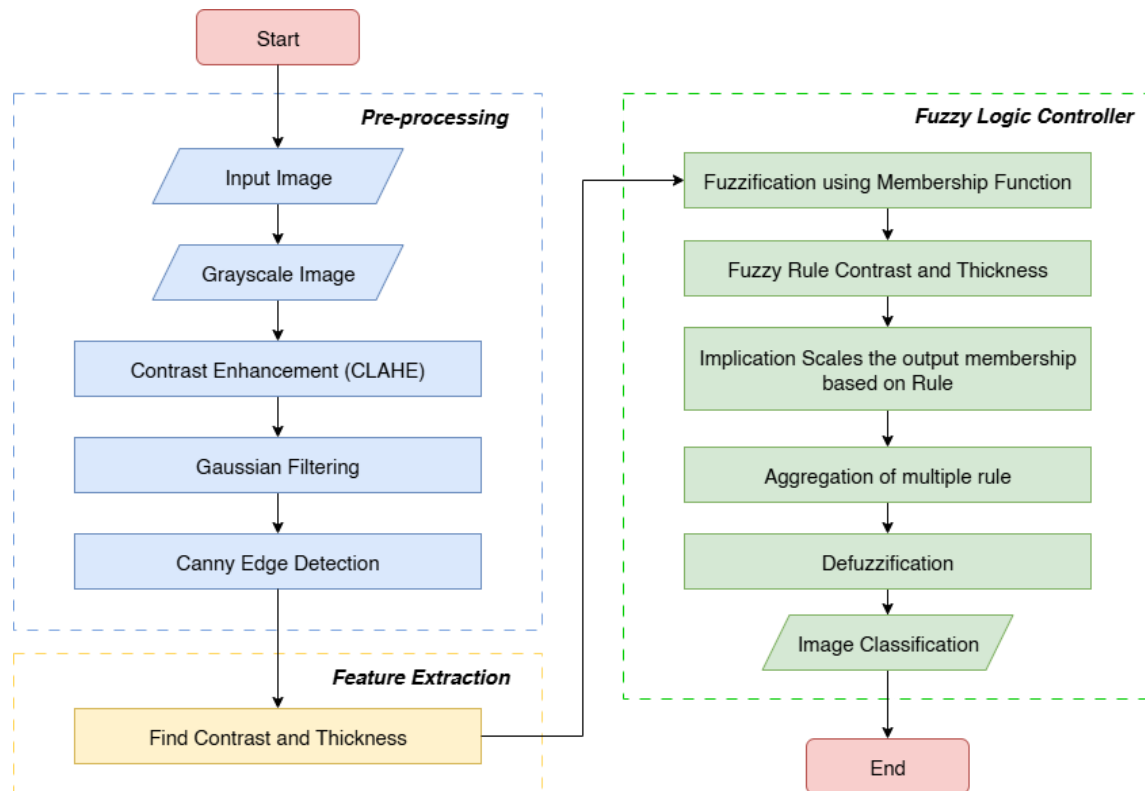 Start
Pre-processing
Input Image
Grayscale Image
Contrast Enhancement (CLAHE)
Gaussian Filtering
Canny Edge Detection
Feature Extraction
Find Contrast and Thickness
Fuzzy Logic Controller
Fuzzification using Membership Function
Fuzzy Rule Contrast and Thickness
Implication Scales the output membership
based on Rule
Aggregation of multiple rule
Defuzzification
Image Classification
End